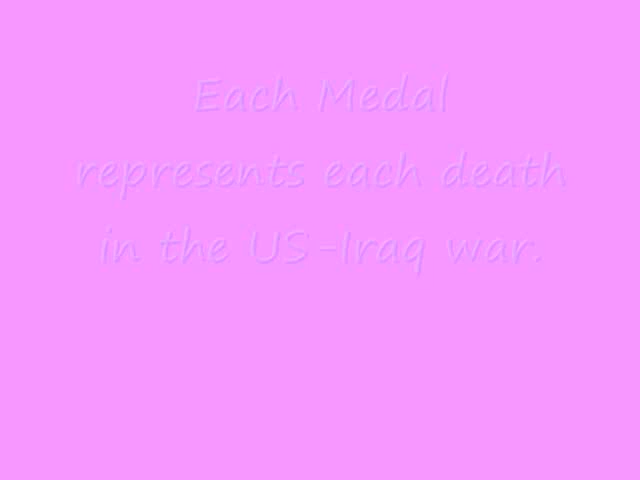 Each Medal
represents each death
in the US-Iraq war.